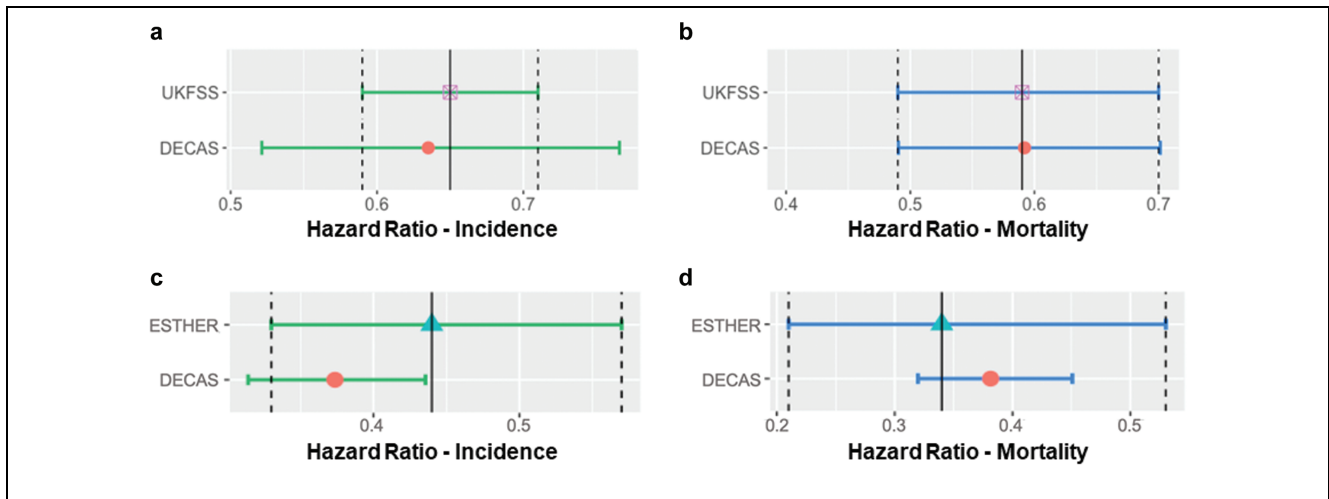 a
UKFSS
DECAS
0.5 0.6 0.7
Hazard Ratio - Incidence
b
UKFSS
DECAS
0.4 0.5 0.6 0.7
Hazard Ratio - Mortality
c
ESTHER
DECAS
0.4 0.5
Hazard Ratio - Incidence
d
ESTHER
DECAS
0.2 0.3 0.4 0.5
Hazard Ratio - Mortality